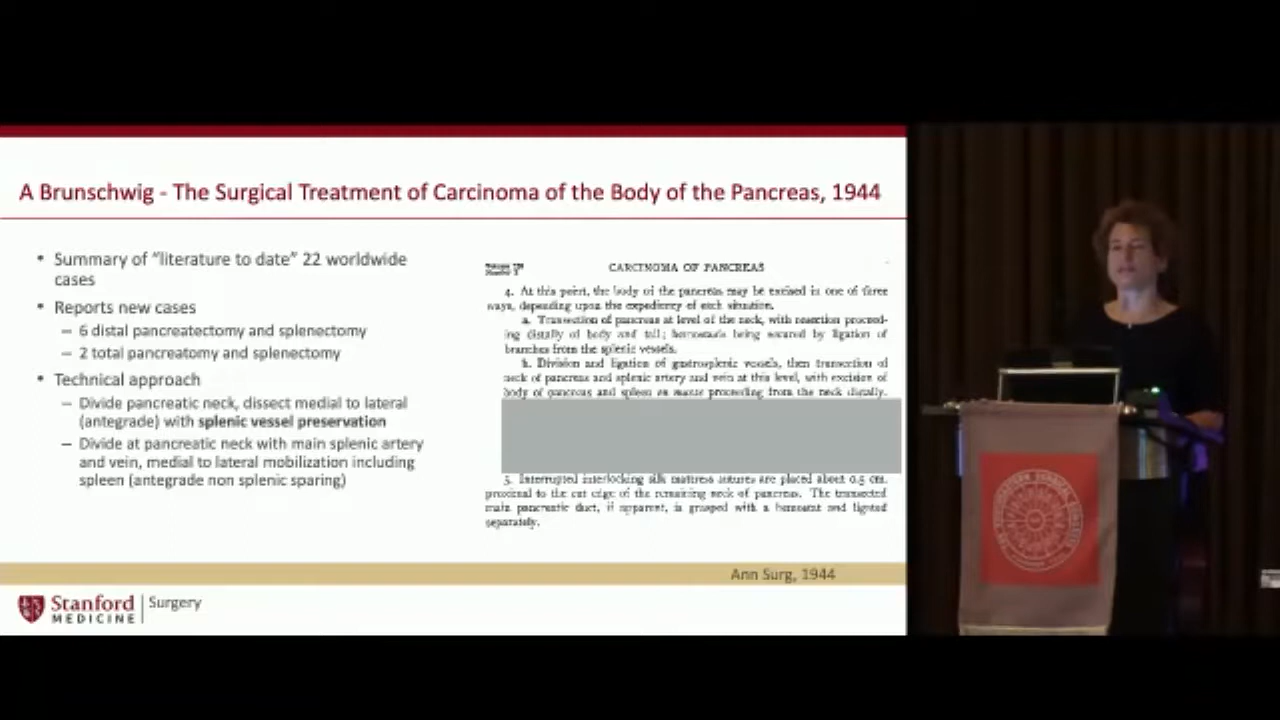 A Brunschwig - The Surgical Treatment of Carcinoma of the Body of the Pancreas, 1944
• Summary of “literature to date” 22 worldwide
cases
• Reports new cases
– 6 distal pancreatectomy and splenectomy
– 2 total pancreatomy and splenectomy
• Technical approach
– Divide pancreatic neck, dissect medial to lateral
(antegrade) with splenic vessel preservation
– Divide at pancreatic neck with main splenic artery
and vein, medial to lateral mobilization including
spleen (antegrade non splenic sparing)
CARCINOMA OF PANCREAS
4. At this point, the body of the pancreas may be excised in one of three
ways, depending upon the expediency of each situation.
a. Transection of pancreas at level of the neck, with resection proceed-
ing distally of body and tail; hemostasis being secured by ligation of
branches from the splenic vessels.
b. Division and ligation of gastrosplenic vessels, then transection of
neck of pancreas and splenic artery and vein at this level, with excision of
body of pancreas and spleen en masse proceeding from the neck distally.
5. Interrupted interlocking silk mattress sutures are placed about 0.5 cm.
proximal to the cut edge of the remaining neck of pancreas. The transected
main pancreatic duct, if apparent, is grasped with a hemostat and ligated
separately.
Ann Surg, 1944
Stanford
MEDICINE
Surgery